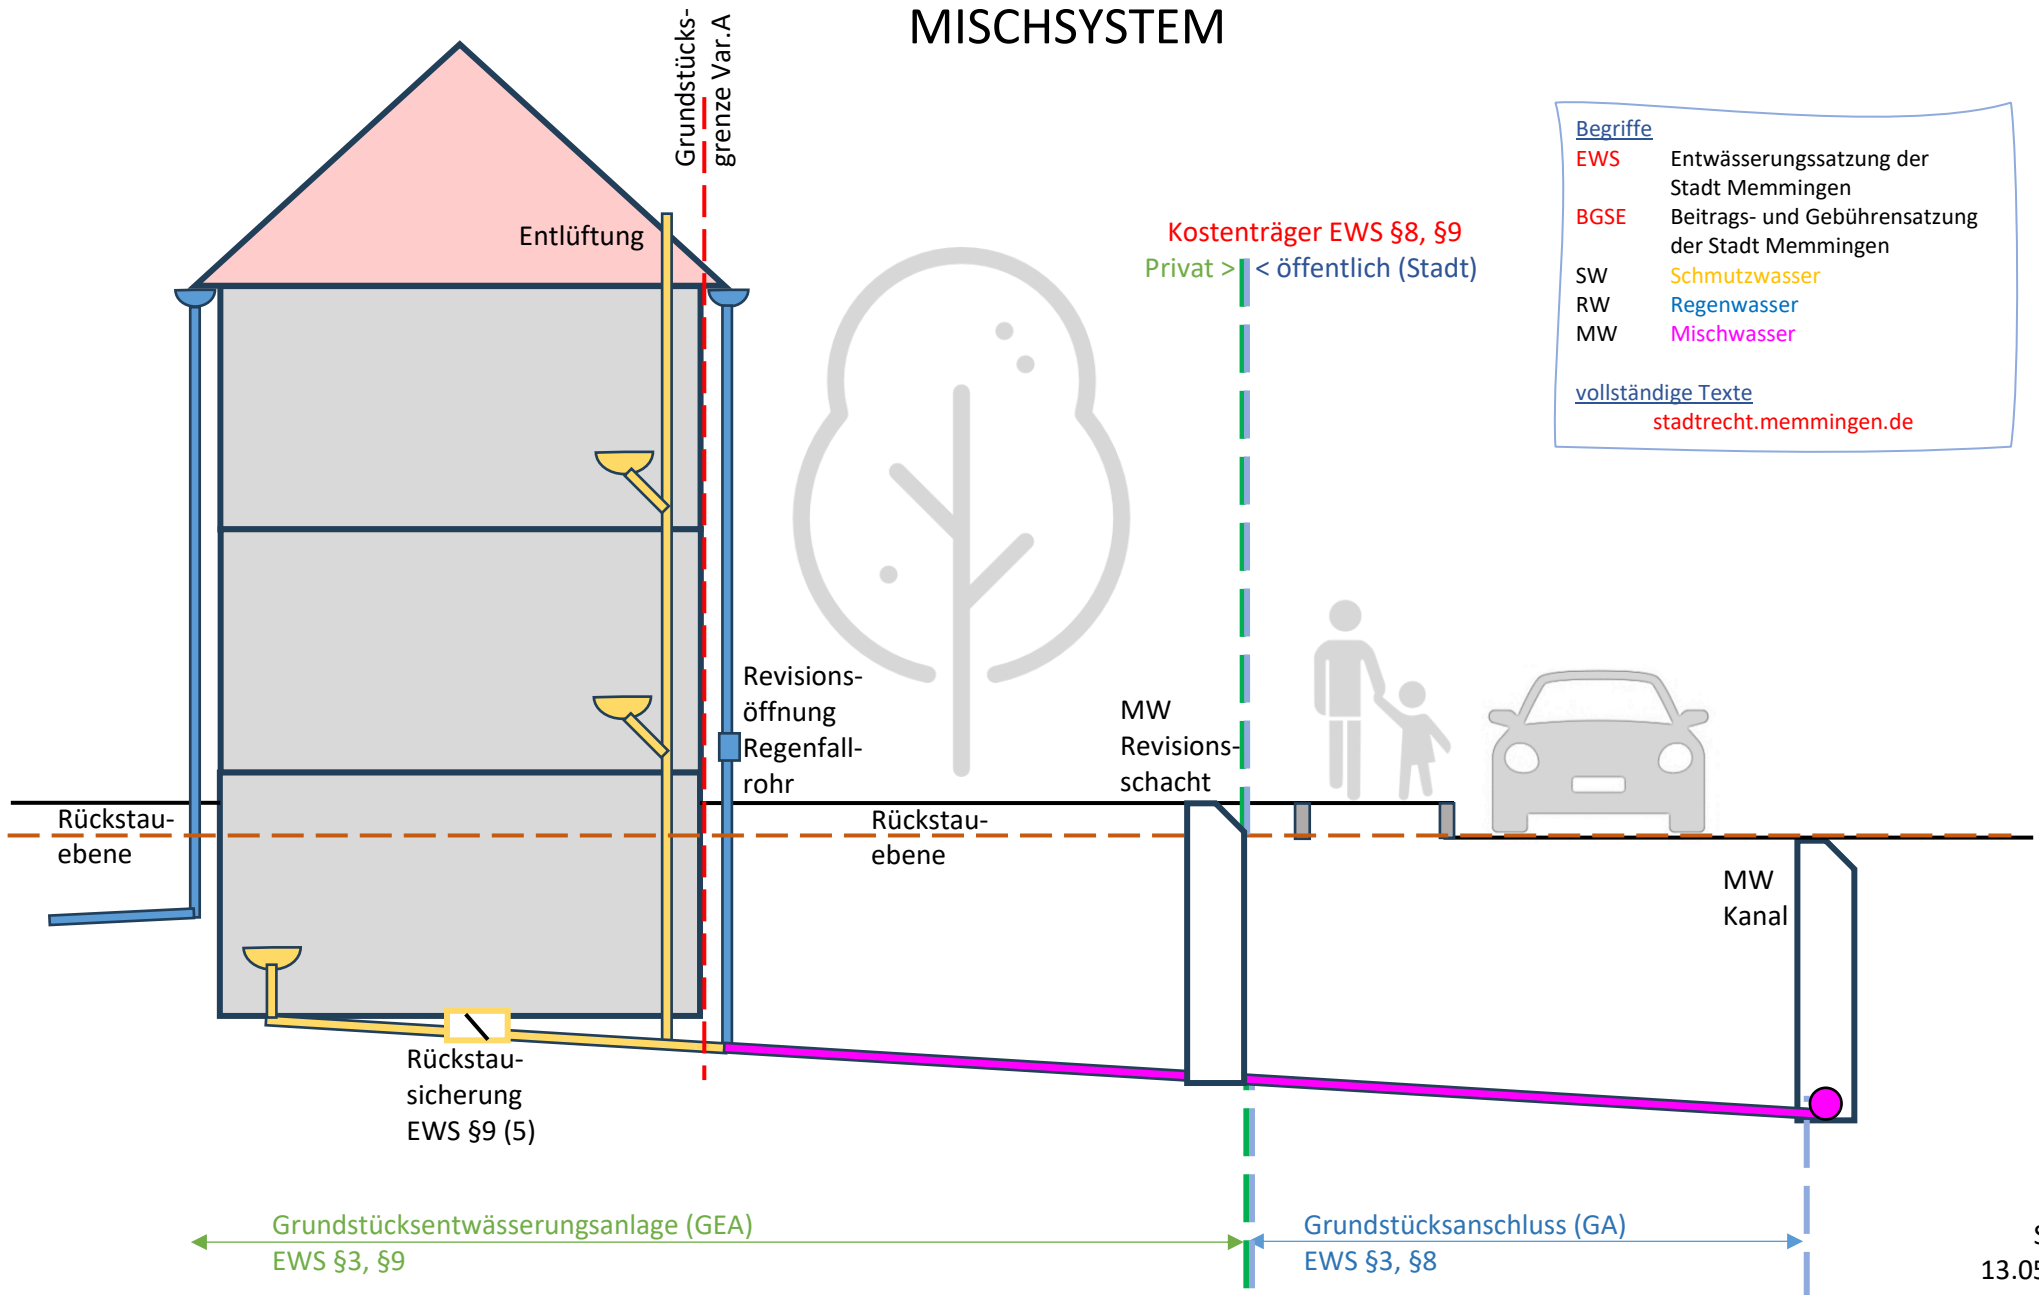 MISCHSYSTEM
Grundstücks-
grenze Var.A
Begriffe
EWS Entwässerungssatzung der
Stadt Memmingen
BGSE Beitrags- und Gebührensatzung
der Stadt Memmingen
SW Schmutzwasser
RW Regenwasser
MW Mischwasser
vollständige Texte
stadtrecht.memmingen.de
Entlüftung
Kostenträger EWS §8, §9
Privat > < öffentlich (Stadt)
Revisions-
öffnung
Regenfall-
rohr
MW
Revisions-
schacht
Rückstau-
ebene
Rückstau-
ebene
MW
Kanal
Rückstau-
sicherung
EWS §9 (5)
Grundstücksentwässerungsanlage (GEA)
EWS §3, §9
Grundstücksanschluss (GA)
EWS §3, §8
S
13.05